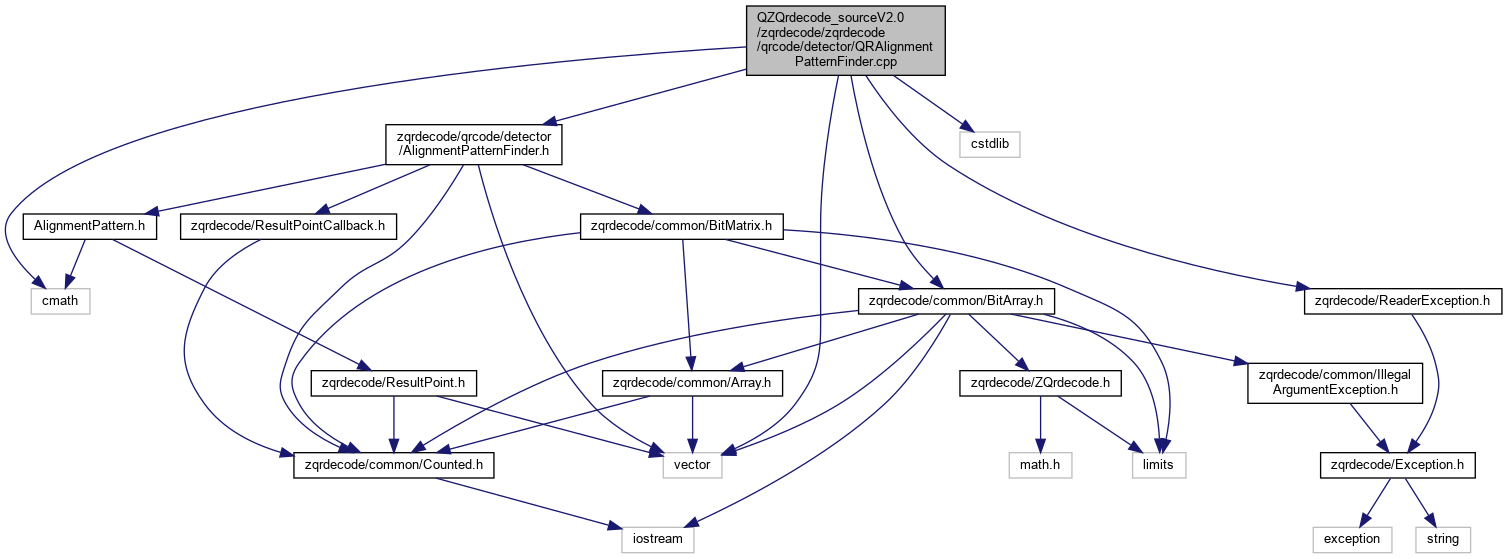 QZQrdecode_sourceV2.0
/zqrdecode/zqrdecode
/qrcode/detector/QRAlignment
PatternFinder.cpp
zqrdecode/qrcode/detector
/AlignmentPatternFinder.h
cstdlib
AlignmentPattern.h
zqrdecode/ResultPointCallback.h
zqrdecode/common/BitMatrix.h
cmath
zqrdecode/common/BitArray.h
zqrdecode/ReaderException.h
zqrdecode/ResultPoint.h
zqrdecode/common/Array.h
zqrdecode/ZQrdecode.h
zqrdecode/common/Illegal
ArgumentException.h
zqrdecode/common/Counted.h
vector
math.h
limits
zqrdecode/Exception.h
iostream
exception
string